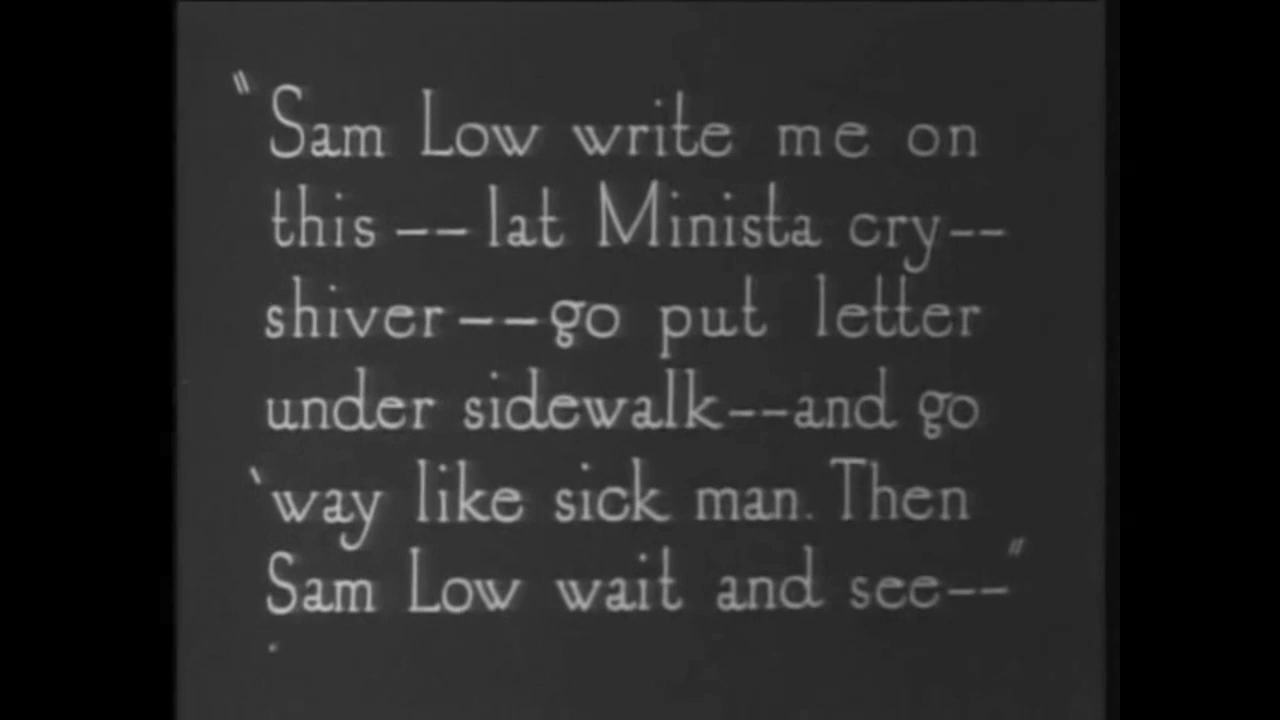 "Sam Low write me on
this -- lat Minista cry--
shiver -- go put letter
under sidewalk--and go
'way like sick man. Then
Sam Low wait and see--"